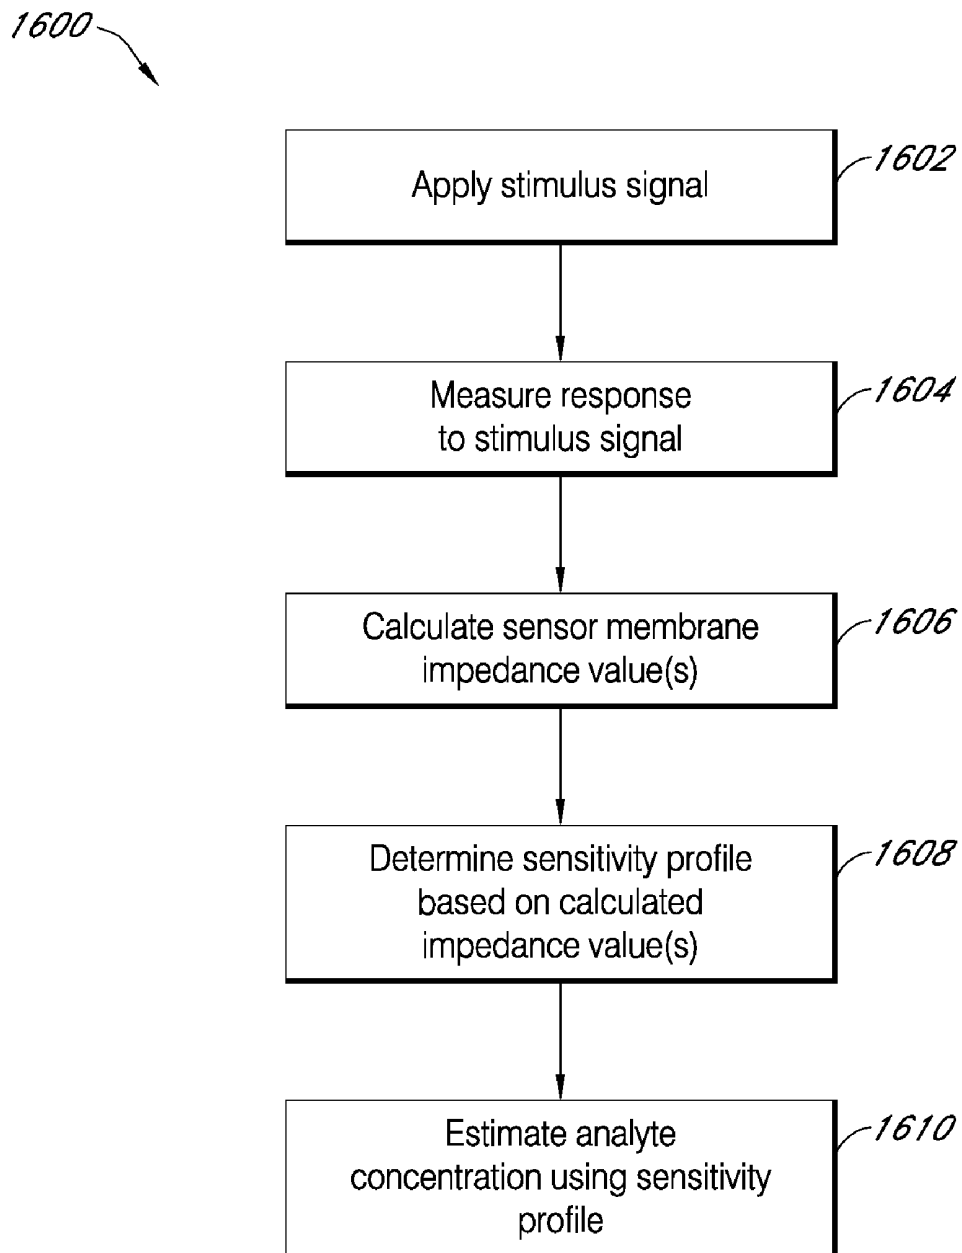 1600
Apply stimulus signal
1602
Measure response
to stimulus signal
1604
Calculate sensor membrane
impedance value(s)
1606
Determine sensitivity profile
based on calculated
impedance value(s)
1608
Estimate analyte
concentration using sensitivity
profile
1610